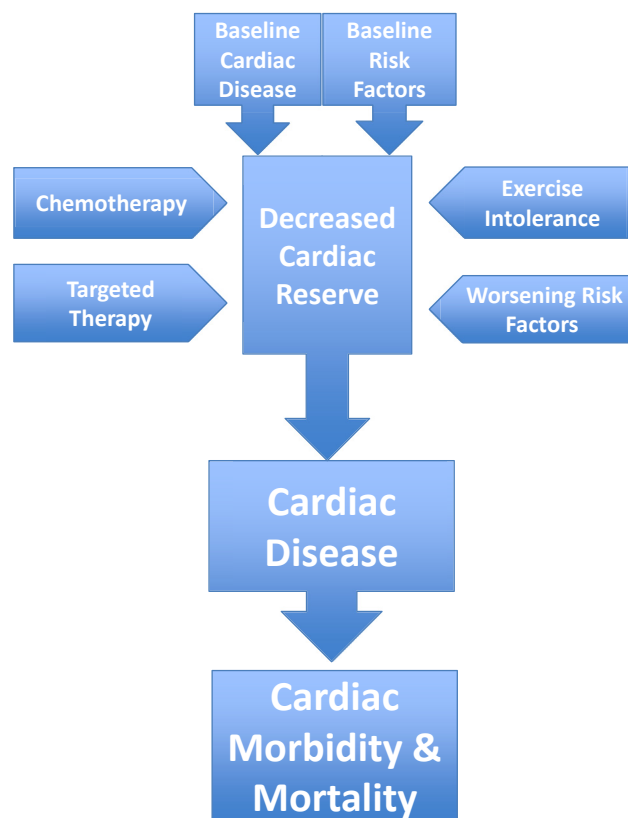 Baseline
Cardiac
Disease
Baseline
Risk
Factors
Chemotherapy
Targeted
Therapy
Decreased
Cardiac
Reserve
Exercise
Intolerance
Worsening Risk
Factors
Cardiac
Disease
Cardiac
Morbidity &
Mortality